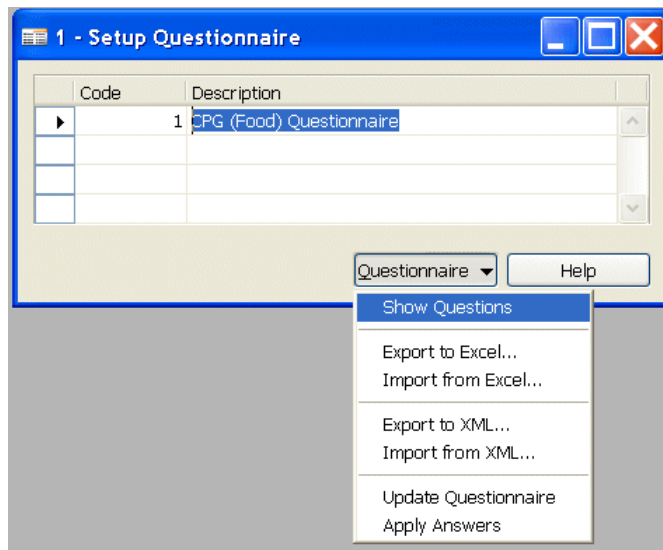 1 - Setup Questionnaire
Code Description
1 CPG (Food) Questionnaire
Questionnaire Help
Show Questions
Export to Excel...
Import from Excel...
Export to XML...
Import from XML...
Update Questionnaire
Apply Answers